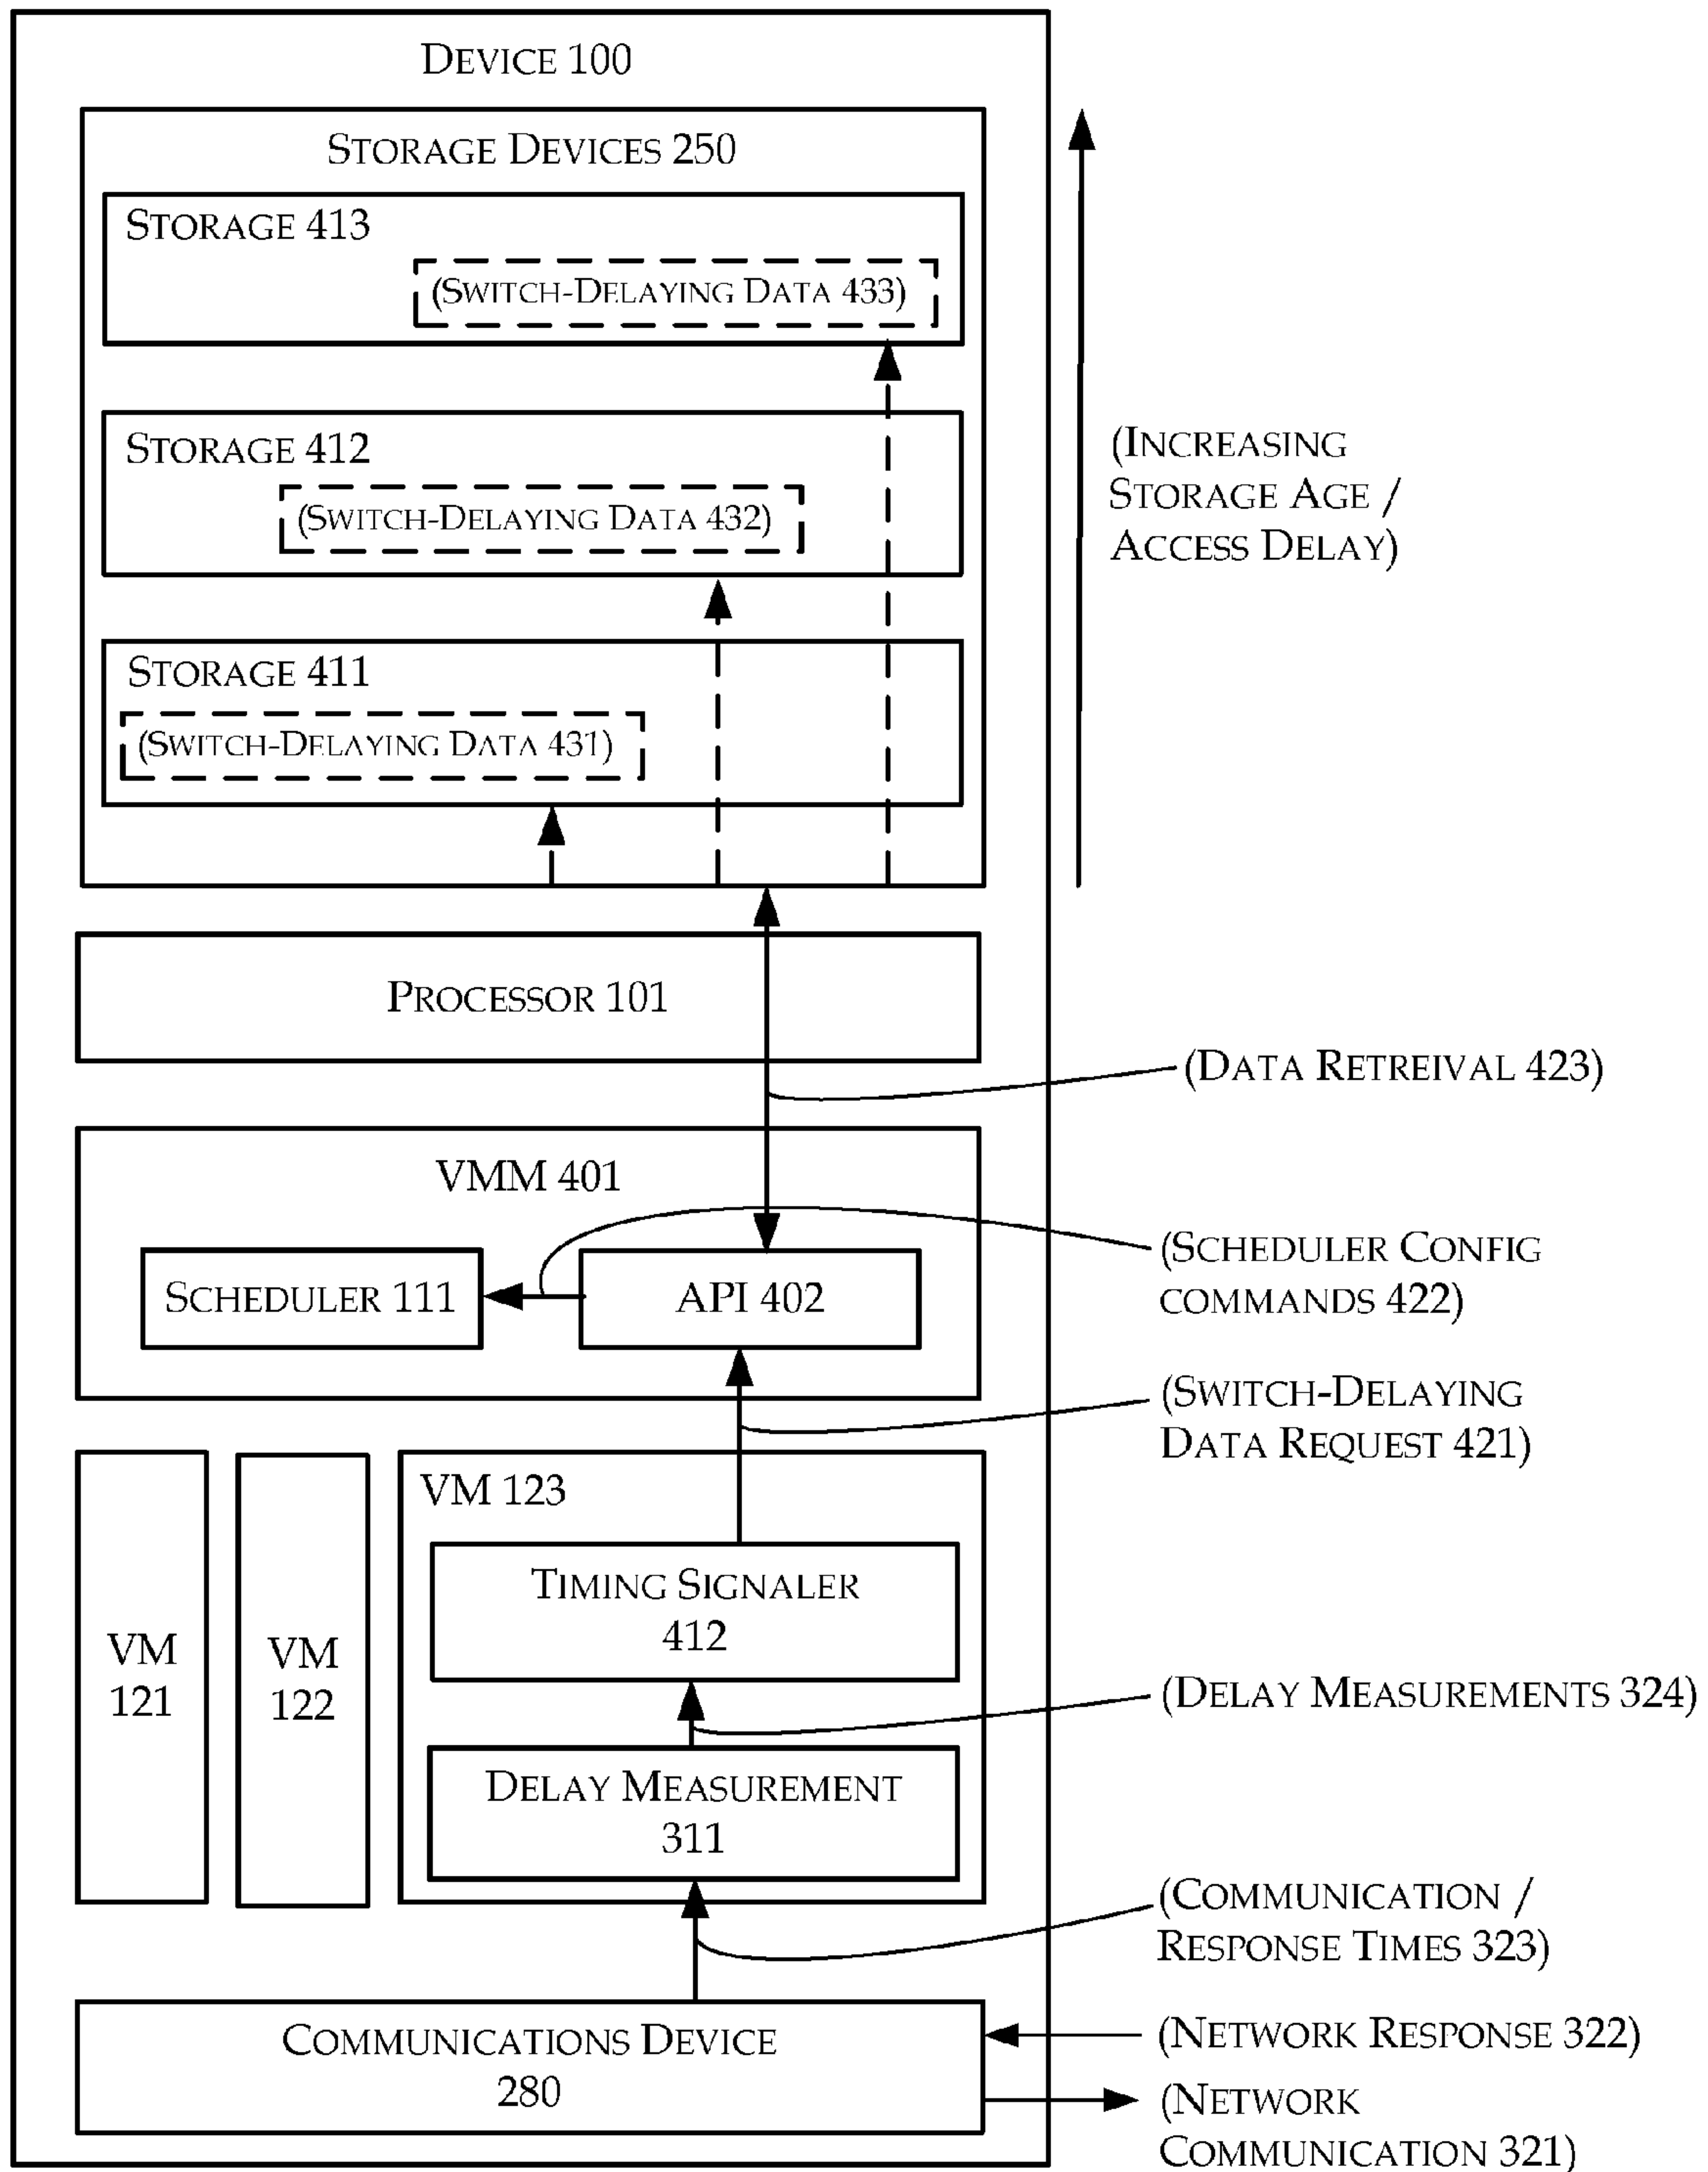 DEVICE 100
STORAGE DEVICES 250
STORAGE 413
(SWITCH-DELAYING DATA 433)
STORAGE 412
(SWITCH-DELAYING DATA 432)
STORAGE 411
(SWITCH-DELAYING DATA 431)
(INCREASING
STORAGE AGE /
ACCESS DELAY)
PROCESSOR 101
(DATA RETREIVAL 423)
VMM 401
SCHEDULER 111
API 402
(SCHEDULER CONFIG
COMMANDS 422)
(SWITCH-DELAYING
DATA REQUEST 421)
VM 123
TIMING SIGNALER
412
VM
121
VM
122
(DELAY MEASUREMENTS 324)
DELAY MEASUREMENT
311
(COMMUNICATION /
RESPONSE TIMES 323)
COMMUNICATIONS DEVICE
280
(NETWORK RESPONSE 322)
(NETWORK
COMMUNICATION 321)